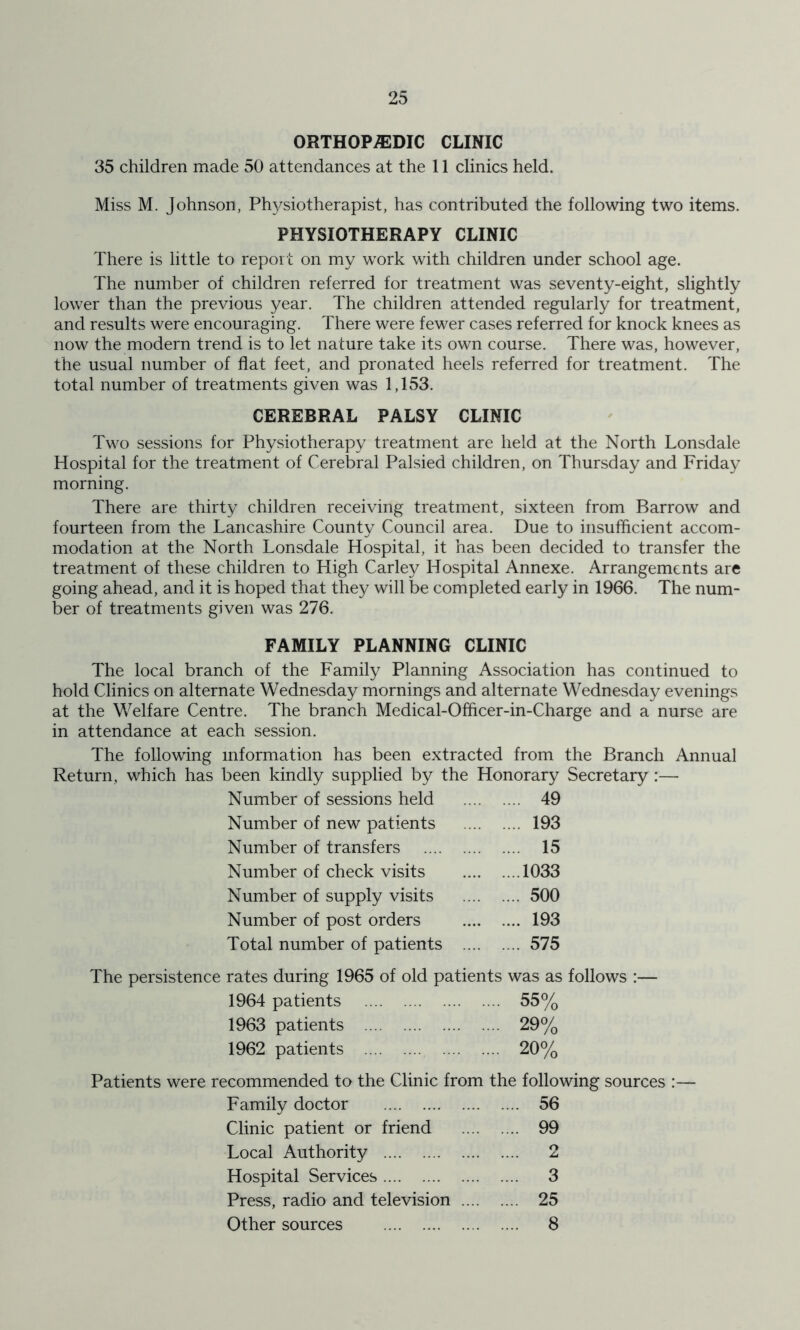 25
ORTHOPÆDIC CLINIC
35 children made 50 attendances at the 11 clinics held.
Miss M. Johnson, Physiotherapist, has contributed the following two items.
PHYSIOTHERAPY CLINIC
There is little to report on my work with children under school age.
The number of children referred for treatment was seventy-eight, slightly
lower than the previous year. The children attended regularly for treatment,
and results were encouraging. There were fewer cases referred for knock knees as
now the modern trend is to let nature take its own course. There was, however,
the usual number of flat feet, and pronated heels referred for treatment. The
total number of treatments given was 1,153.
CEREBRAL PALSY CLINIC
Two sessions for Physiotherapy treatment are held at the North Lonsdale
Hospital for the treatment of Cerebral Palsied children, on Thursday and Friday
morning.
There are thirty children receiving treatment, sixteen from Barrow and
fourteen from the Lancashire County Council area. Due to insufficient accom-
modation at the North Lonsdale Hospital, it has been decided to transfer the
treatment of these children to High Carley Hospital Annexe. Arrangements are
going ahead, and it is hoped that they will be completed early in 1966. The num-
ber of treatments given was 276.
FAMILY PLANNING CLINIC
The local branch of the Family Planning Association has continued to
hold Clinics on alternate Wednesday mornings and alternate Wednesday evenings
at the Welfare Centre. The branch Medical-Officer-in-Charge and a nurse are
in attendance at each session.
The following information has been extracted from the Branch Annual
Return, which has been kindly supplied by the Honorary Secretary :—
Number of sessions held .... .... 49
Number of new patients .... .... 193
Number of transfers .... .... .... 15
Number of check visits .... ....1033
Number of supply visits .... .... 500
Number of post orders .... .... 193
Total number of patients .... .... 575
The persistence rates during 1965 of old patients was as follows :—
1964 patients .... .... .... .... 55%
1963 patients .... .... .... .... 29%
1962 patients .... .... .... .... 20%
Patients were recommended to the Clinic from the following sources :—
Family doctor .... .... .... .... 56
Clinic patient or friend .... .... 99
Local Authority .... .... .... .... 2
Hospital Services .... .... .... .... 3
Press, radio and television .... .... 25
Other sources .... .... .... .... 8